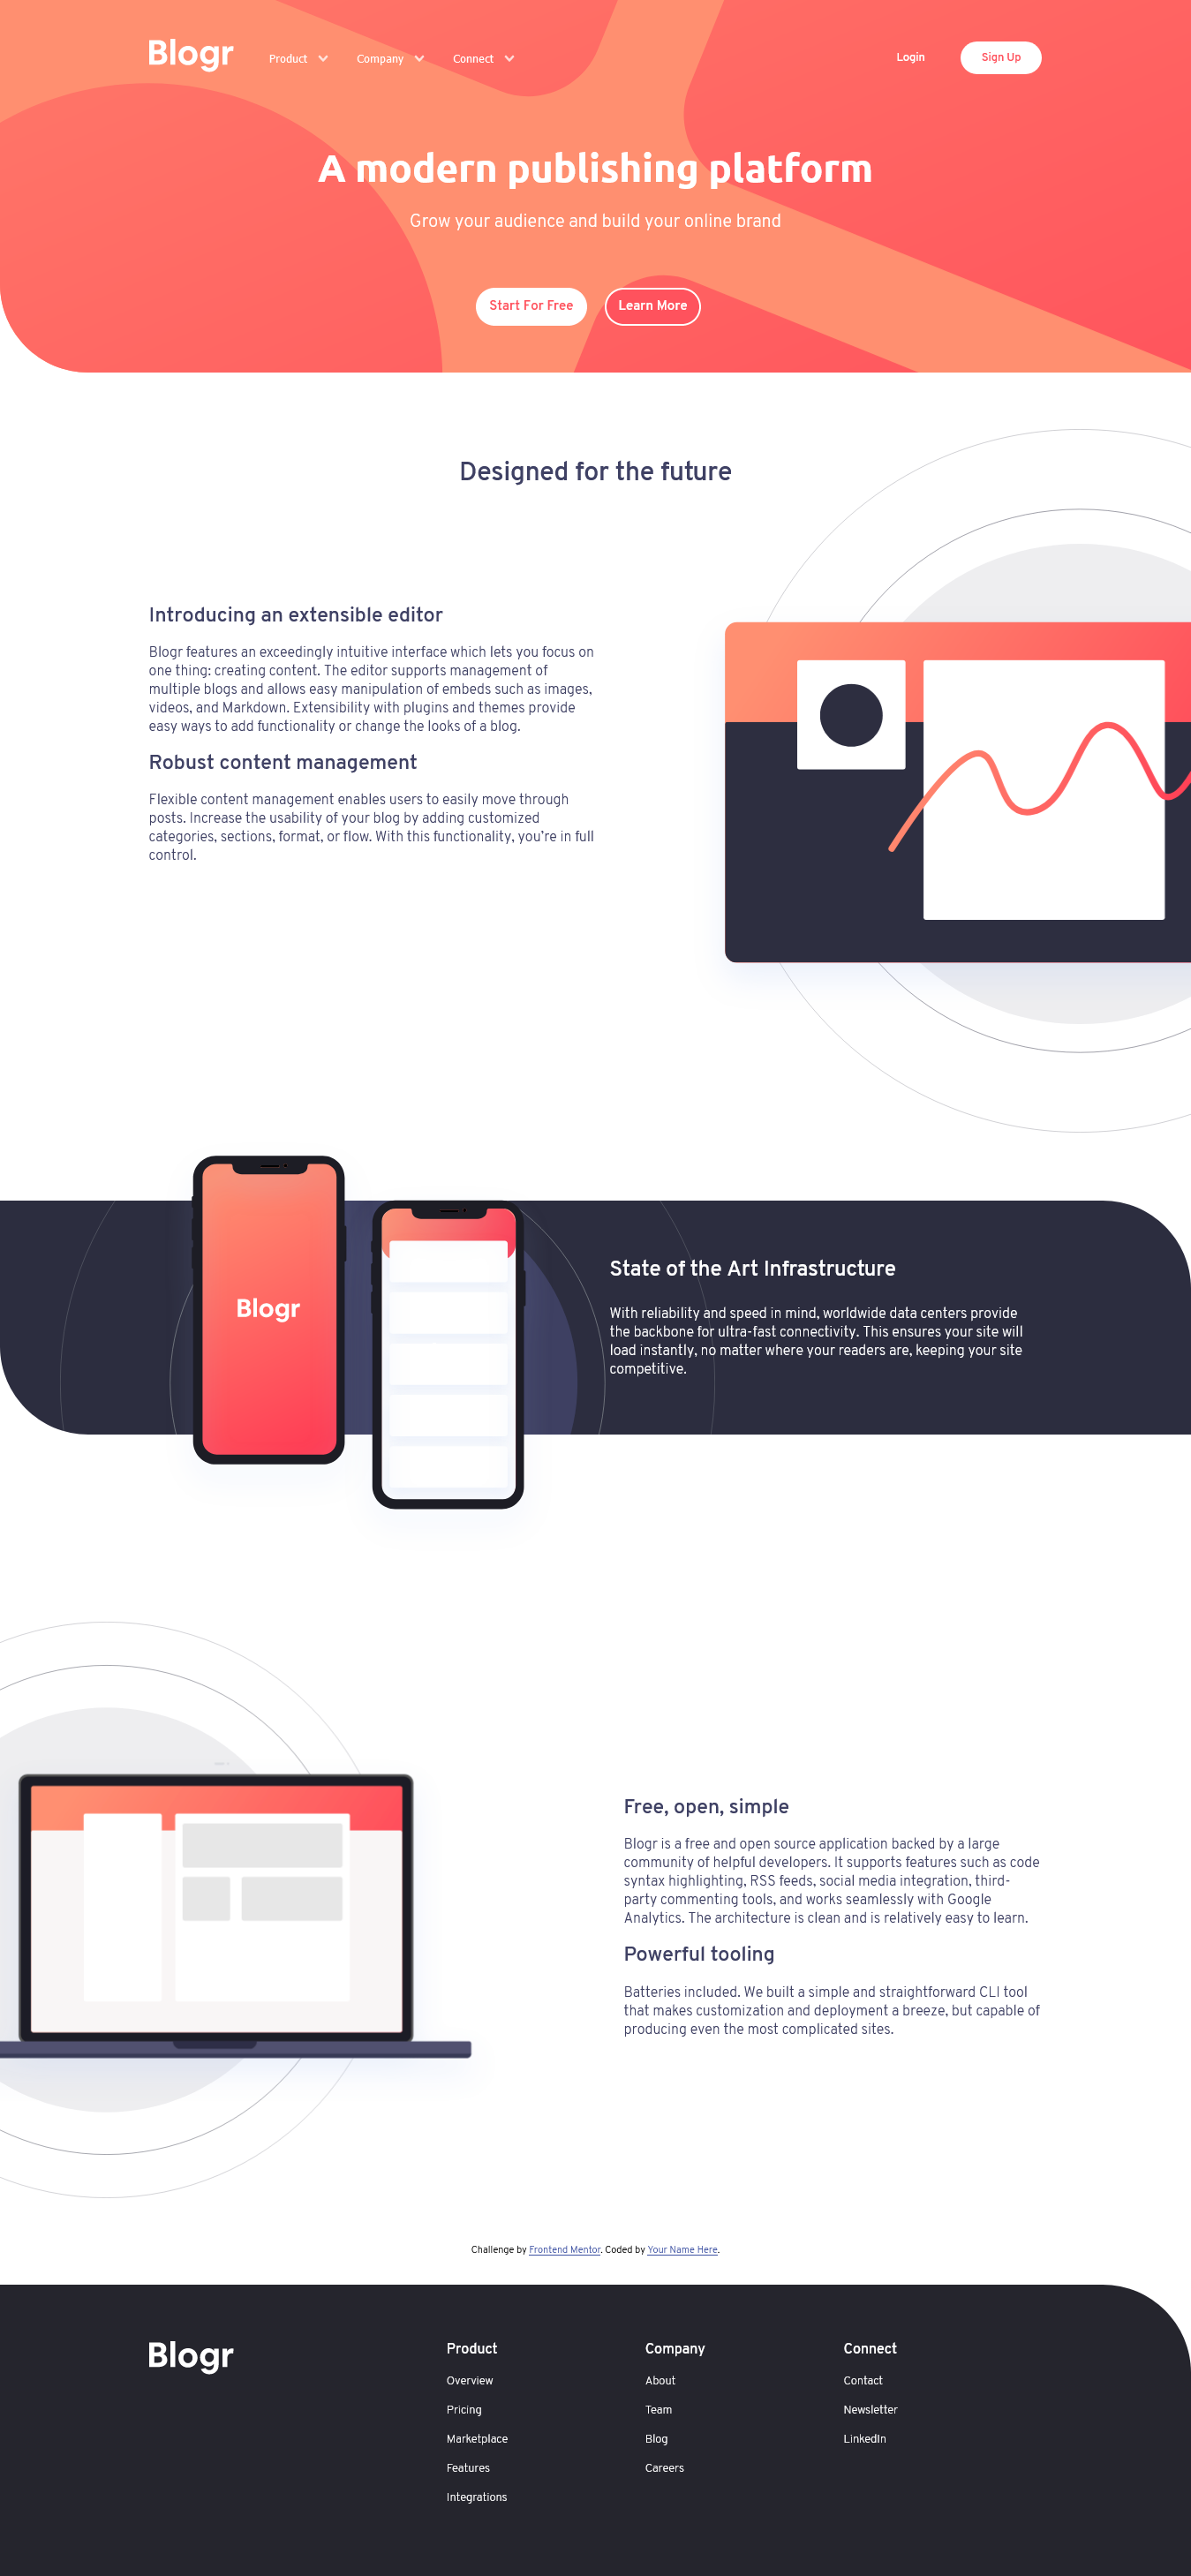 Blogr
Product
Company
Connect
Login
Sign Up
A modern publishing platform
Grow your audience and build your online brand
Start For Free
Learn More
Designed for the future
Introducing an extensible editor
Blogr features an exceedingly intuitive interface which lets you focus on
one thing: creating content. The editor supports management of
multiple blogs and allows easy manipulation of embeds such as images,
videos, and Markdown. Extensibility with plugins and themes provide
easy ways to add functionality or change the looks of a blog.
Robust content management
Flexible content management enables users to easily move through
posts. Increase the usability of your blog by adding customized
categories, sections, format, or flow. With this functionality, you’re in full
control.
Blogr
State of the Art Infrastructure
With reliability and speed in mind, worldwide data centers provide
the backbone for ultra-fast connectivity. This ensures your site will
load instantly, no matter where your readers are, keeping your site
competitive.
Free, open, simple
Blogr is a free and open source application backed by a large
community of helpful developers. It supports features such as code
syntax highlighting, RSS feeds, social media integration, third-
party commenting tools, and works seamlessly with Google
Analytics. The architecture is clean and is relatively easy to learn.
Powerful tooling
Batteries included. We built a simple and straightforward CLI tool
that makes customization and deployment a breeze, but capable of
producing even the most complicated sites.
Challenge by Frontend Mentor. Coded by Your Name Here.
Blogr
Product
Overview
Pricing
Marketplace
Features
Integrations
Company
About
Team
Blog
Careers
Connect
Contact
Newsletter
LinkedIn